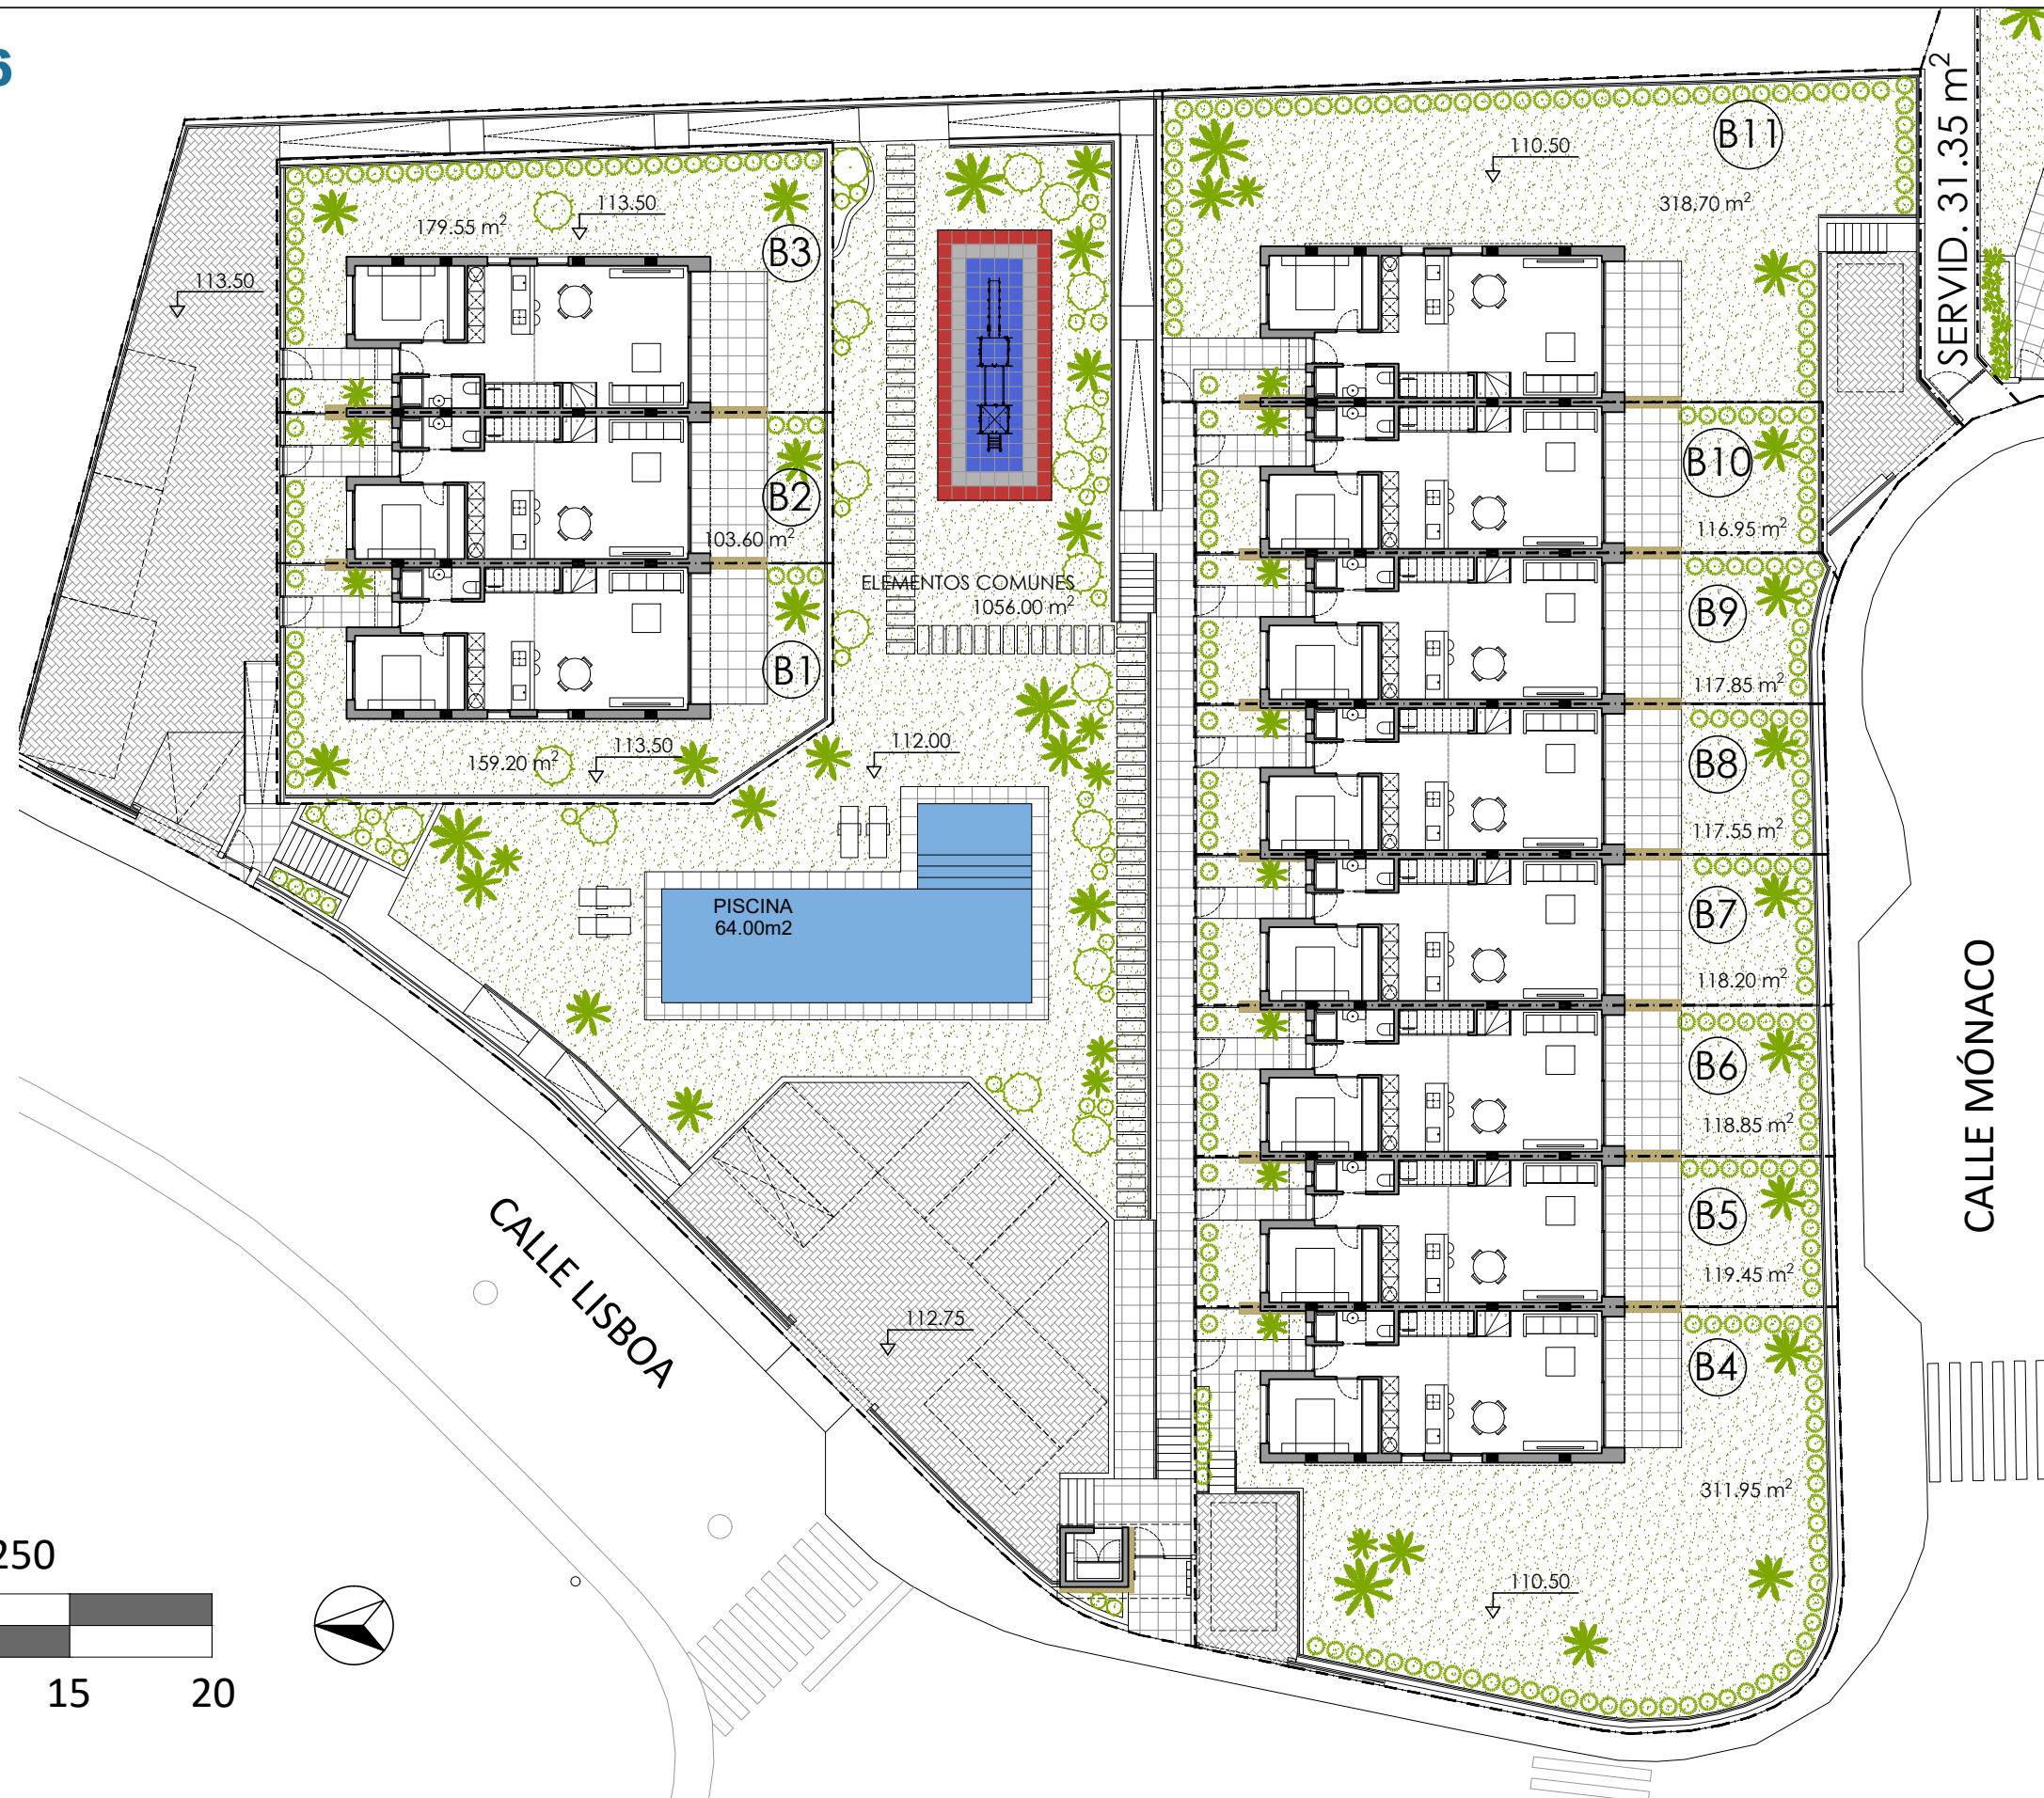 6
113.50
179.55 m²
113.50
B3
B2
103.60 m²
B1
159.20 m²
113.50
ELEMENTOS COMUNES
1056.00 m²
112.00
PISCINA
64.00m2
CALLE LISBOA
112.75
110.50
B11
318.70 m²
SERVID. 31.35 m²
B10
116.95 m²
B9
117.85 m²
B8
117.55 m²
B7
118.20 m²
B6
118.85 m²
B5
119.45 m²
B4
311.95 m²
110.50
CALLE MÓNACO
250
15 20